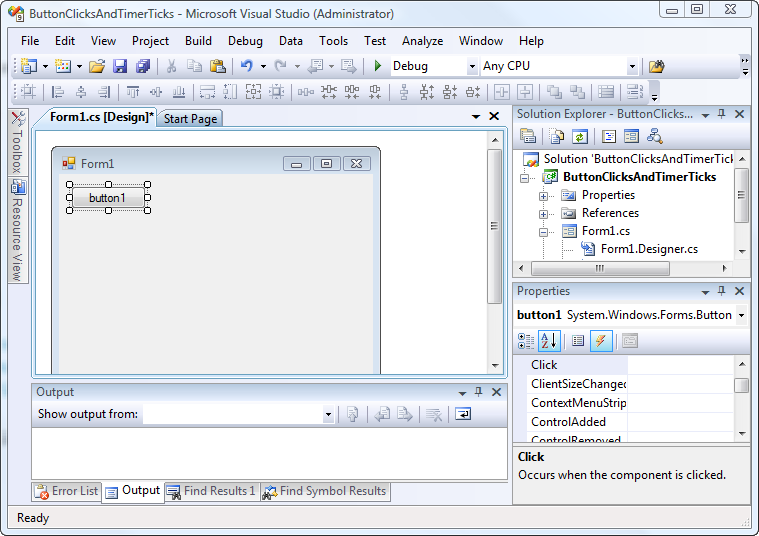 ButtonClicksAndTimerTicks - Microsoft Visual Studio (Administrator)
File Edit View Project Build Debug Data Tools Test Analyze Window Help
Debug Any CPU
Toolbox
Resource View
Form1.cs [Design]* Start Page
Form1
button1
Solution Explorer - ButtonClicks...
Solution 'ButtonClicksAndTimerTick
ButtonClicksAndTimerTicks
Properties
References
Form1.cs
Form1.Designer.cs
Properties
button1 System.Windows.Forms.Button
Click
ClientSizeChanged
ContextMenuStrip
ControlAdded
ControlRemoved
Click
Occurs when the component is clicked.
Output
Show output from:
Error List Output Find Results 1 Find Symbol Results
Ready